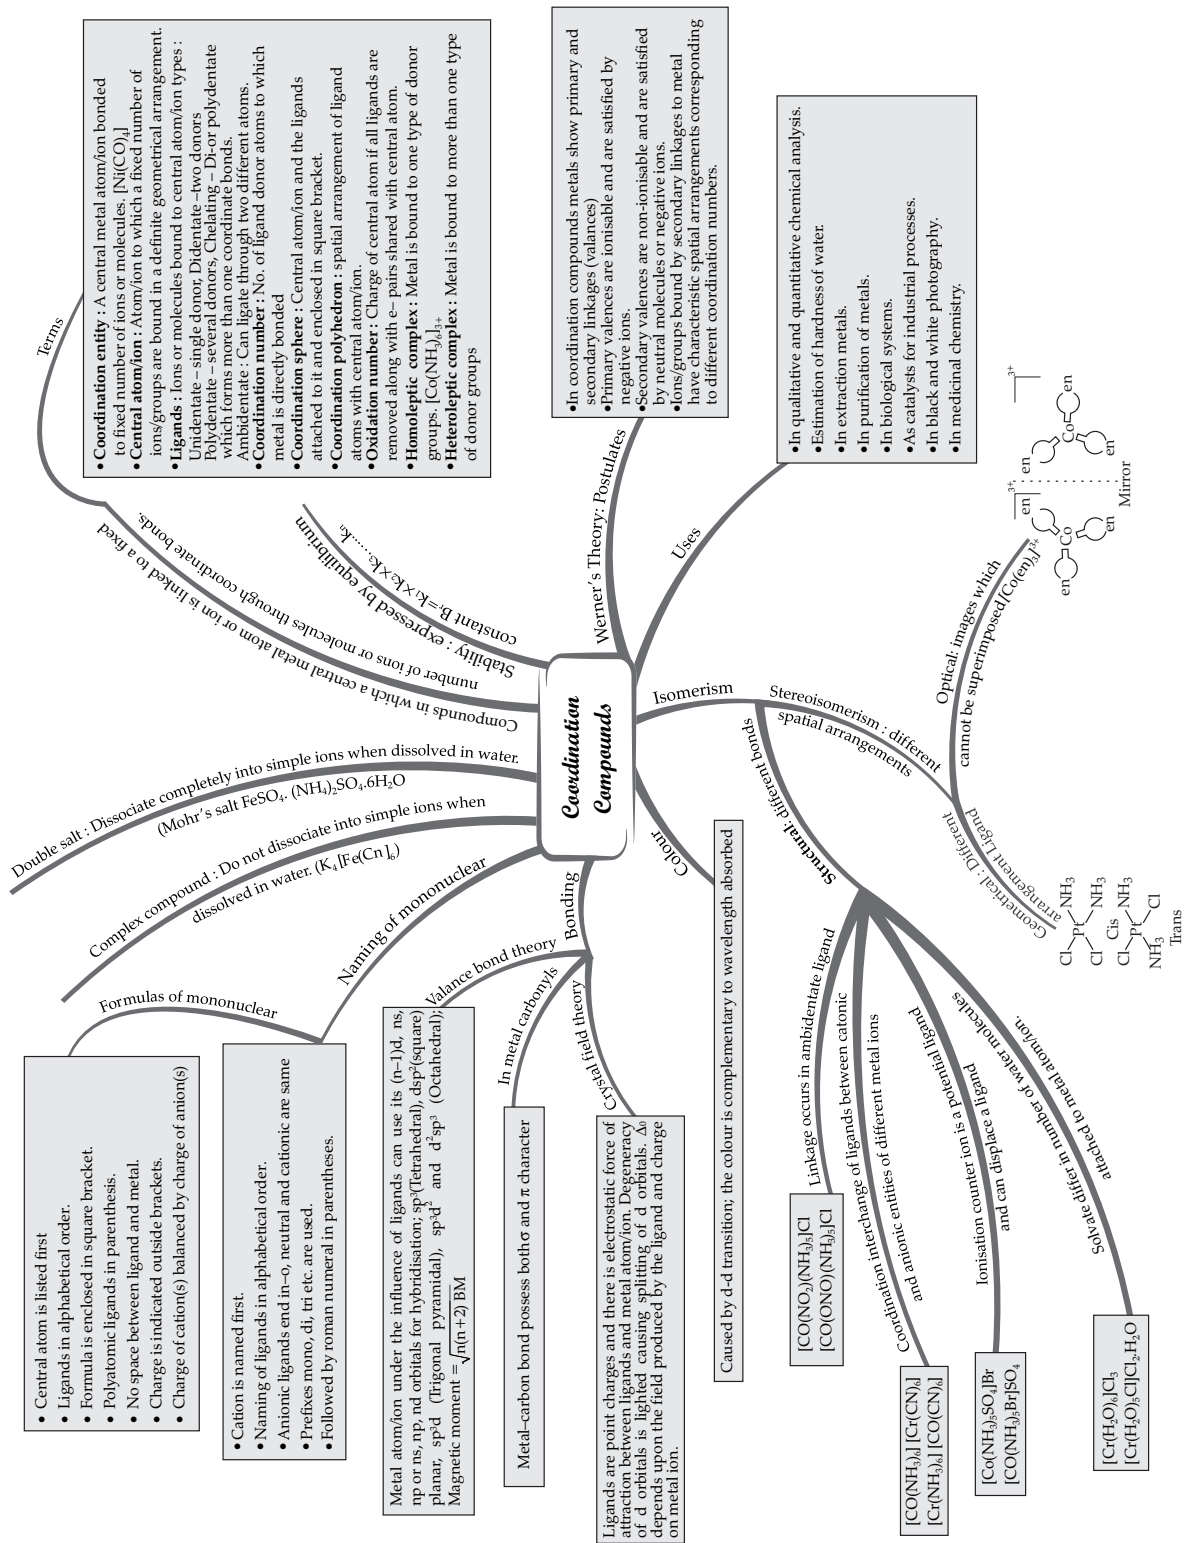 Coordination
Compounds
Terms
• Coordination entity : A central metal atom/ion bonded
to fixed number of ions or molecules. [Ni(CO)₄]
• Central atom/ion : Atom/ion to which a fixed number of
ions/groups are bound in a definite geometrical arrangement.
• Ligands : Ions or molecules bound to central atom/ion types :
Unidentate – single donor, Didentate –two donors
Polydentate – several donors, Chelating – Di-or polydentate
which forms more than one coordinate bonds.
Ambidentate : Can ligate through two different atoms.
• Coordination number : No. of ligand donor atoms to which
metal is directly bonded
• Coordination sphere : Central atom/ion and the ligands
attached to it and enclosed in square bracket.
• Coordination polyhedron : spatial arrangement of ligand
atoms with central atom/ion.
• Oxidation number : Charge of central atom if all ligands are
removed along with e– pairs shared with central atom.
• Homoleptic complex : Metal is bound to one type of donor
groups. [Co(NH₃)₆]³⁺
• Heteroleptic complex : Metal is bound to more than one type
of donor groups
Compounds in which a central metal atom or ion is linked to a fixed
number of ions or molecules through coordinate bonds.
Stability : expressed by equilibrium
constant Bₙ=k₁×k₂×k₃.....kₙ
Werner's Theory: Postulates
• In coordination compounds metals show primary and
secondary linkages (valances)
• Primary valences are ionisable and are satisfied by
negative ions.
• Secondary valences are non-ionisable and are satisfied
by neutral molecules or negative ions.
• Ions/groups bound by secondary linkages to metal
have characteristic spatial arrangements corresponding
to different coordination numbers.
Uses
• In qualitative and quantitative chemical analysis.
• Estimation of hardness of water.
• In extraction metals.
• In purification of metals.
• In biological systems.
• As catalysts for industrial processes.
• In black and white photography.
• In medicinal chemistry.
Isomerism
Stereoisomerism : different
spatial arrangements
Optical: images which
cannot be superimposed[Co(en)₃]³⁺
3+
en
Co
en
en
Mirror
3+
en
Co
en
en
Geometrical : Different
arrangement Ligand
Cl NH₃
Pt
Cl NH₃
Cis
Cl NH₃
Pt
NH₃ Cl
Trans
Structural: different bonds
Linkage occurs in ambidentate ligand
[CO(NO₂)(NH₃)₅]Cl
[CO(ONO)(NH₃)₅]Cl
Coordination interchange of ligands between catonic
and anionic entities of different metal ions
[CO(NH₃)₆] [Cr(CN)₆]
[Cr(NH₃)₆] [CO(CN)₆]
Ionisation counter ion is a potential ligand
and can displace a ligand
[Co(NH₃)₅SO₄]Br
[CO(NH₃)₅Br]SO₄
Solvate differ in number of water molecules
attached to metal atom/ion.
[Cr(H₂O)₆]Cl₃
[Cr(H₂O)₅Cl]Cl₂.H₂O
Colour
Caused by d-d transition; the colour is complementary to wavelength absorbed
Bonding
Valance bond theory
Metal atom/ion under the influence of ligands can use its (n–1)d, ns,
np or ns, np, nd orbitals for hybridisation; sp³(Tetrahedral), dsp²(square)
planar, sp³d (Trigonal pyramidal), sp³d² and d²sp³ (Octahedral);
Magnetic moment = √n(n+2) BM
In metal carbonyls
Metal–carbon bond possess both σ and π character
Crystal field theory
Ligands are point charges and there is electrostatic force of
attraction between ligands and metal atom/ion. Degeneracy
of d orbitals is lighted causing splitting of d orbitals. Δ₀
depends upon the field produced by the ligand and charge
on metal ion.
Naming of mononuclear
• Cation is named first.
• Naming of ligands in alphabetical order.
• Anionic ligands end in–o, neutral and cationic are same
• Prefixes mono, di, tri etc. are used.
• Followed by roman numeral in parentheses.
Formulas of mononuclear
• Central atom is listed first
• Ligands in alphabetical order.
• Formula is enclosed in square bracket.
• Polyatomic ligands in parenthesis.
• No space between ligand and metal.
• Charge is indicated outside brackets.
• Charge of cation(s) balanced by charge of anion(s)
Complex compound : Do not dissociate into simple ions when
dissolved in water. (K₄[Fe(Cn]₆)
Double salt : Dissociate completely into simple ions when dissolved in water.
(Mohr's salt FeSO₄. (NH₄)₂SO₄.6H₂O